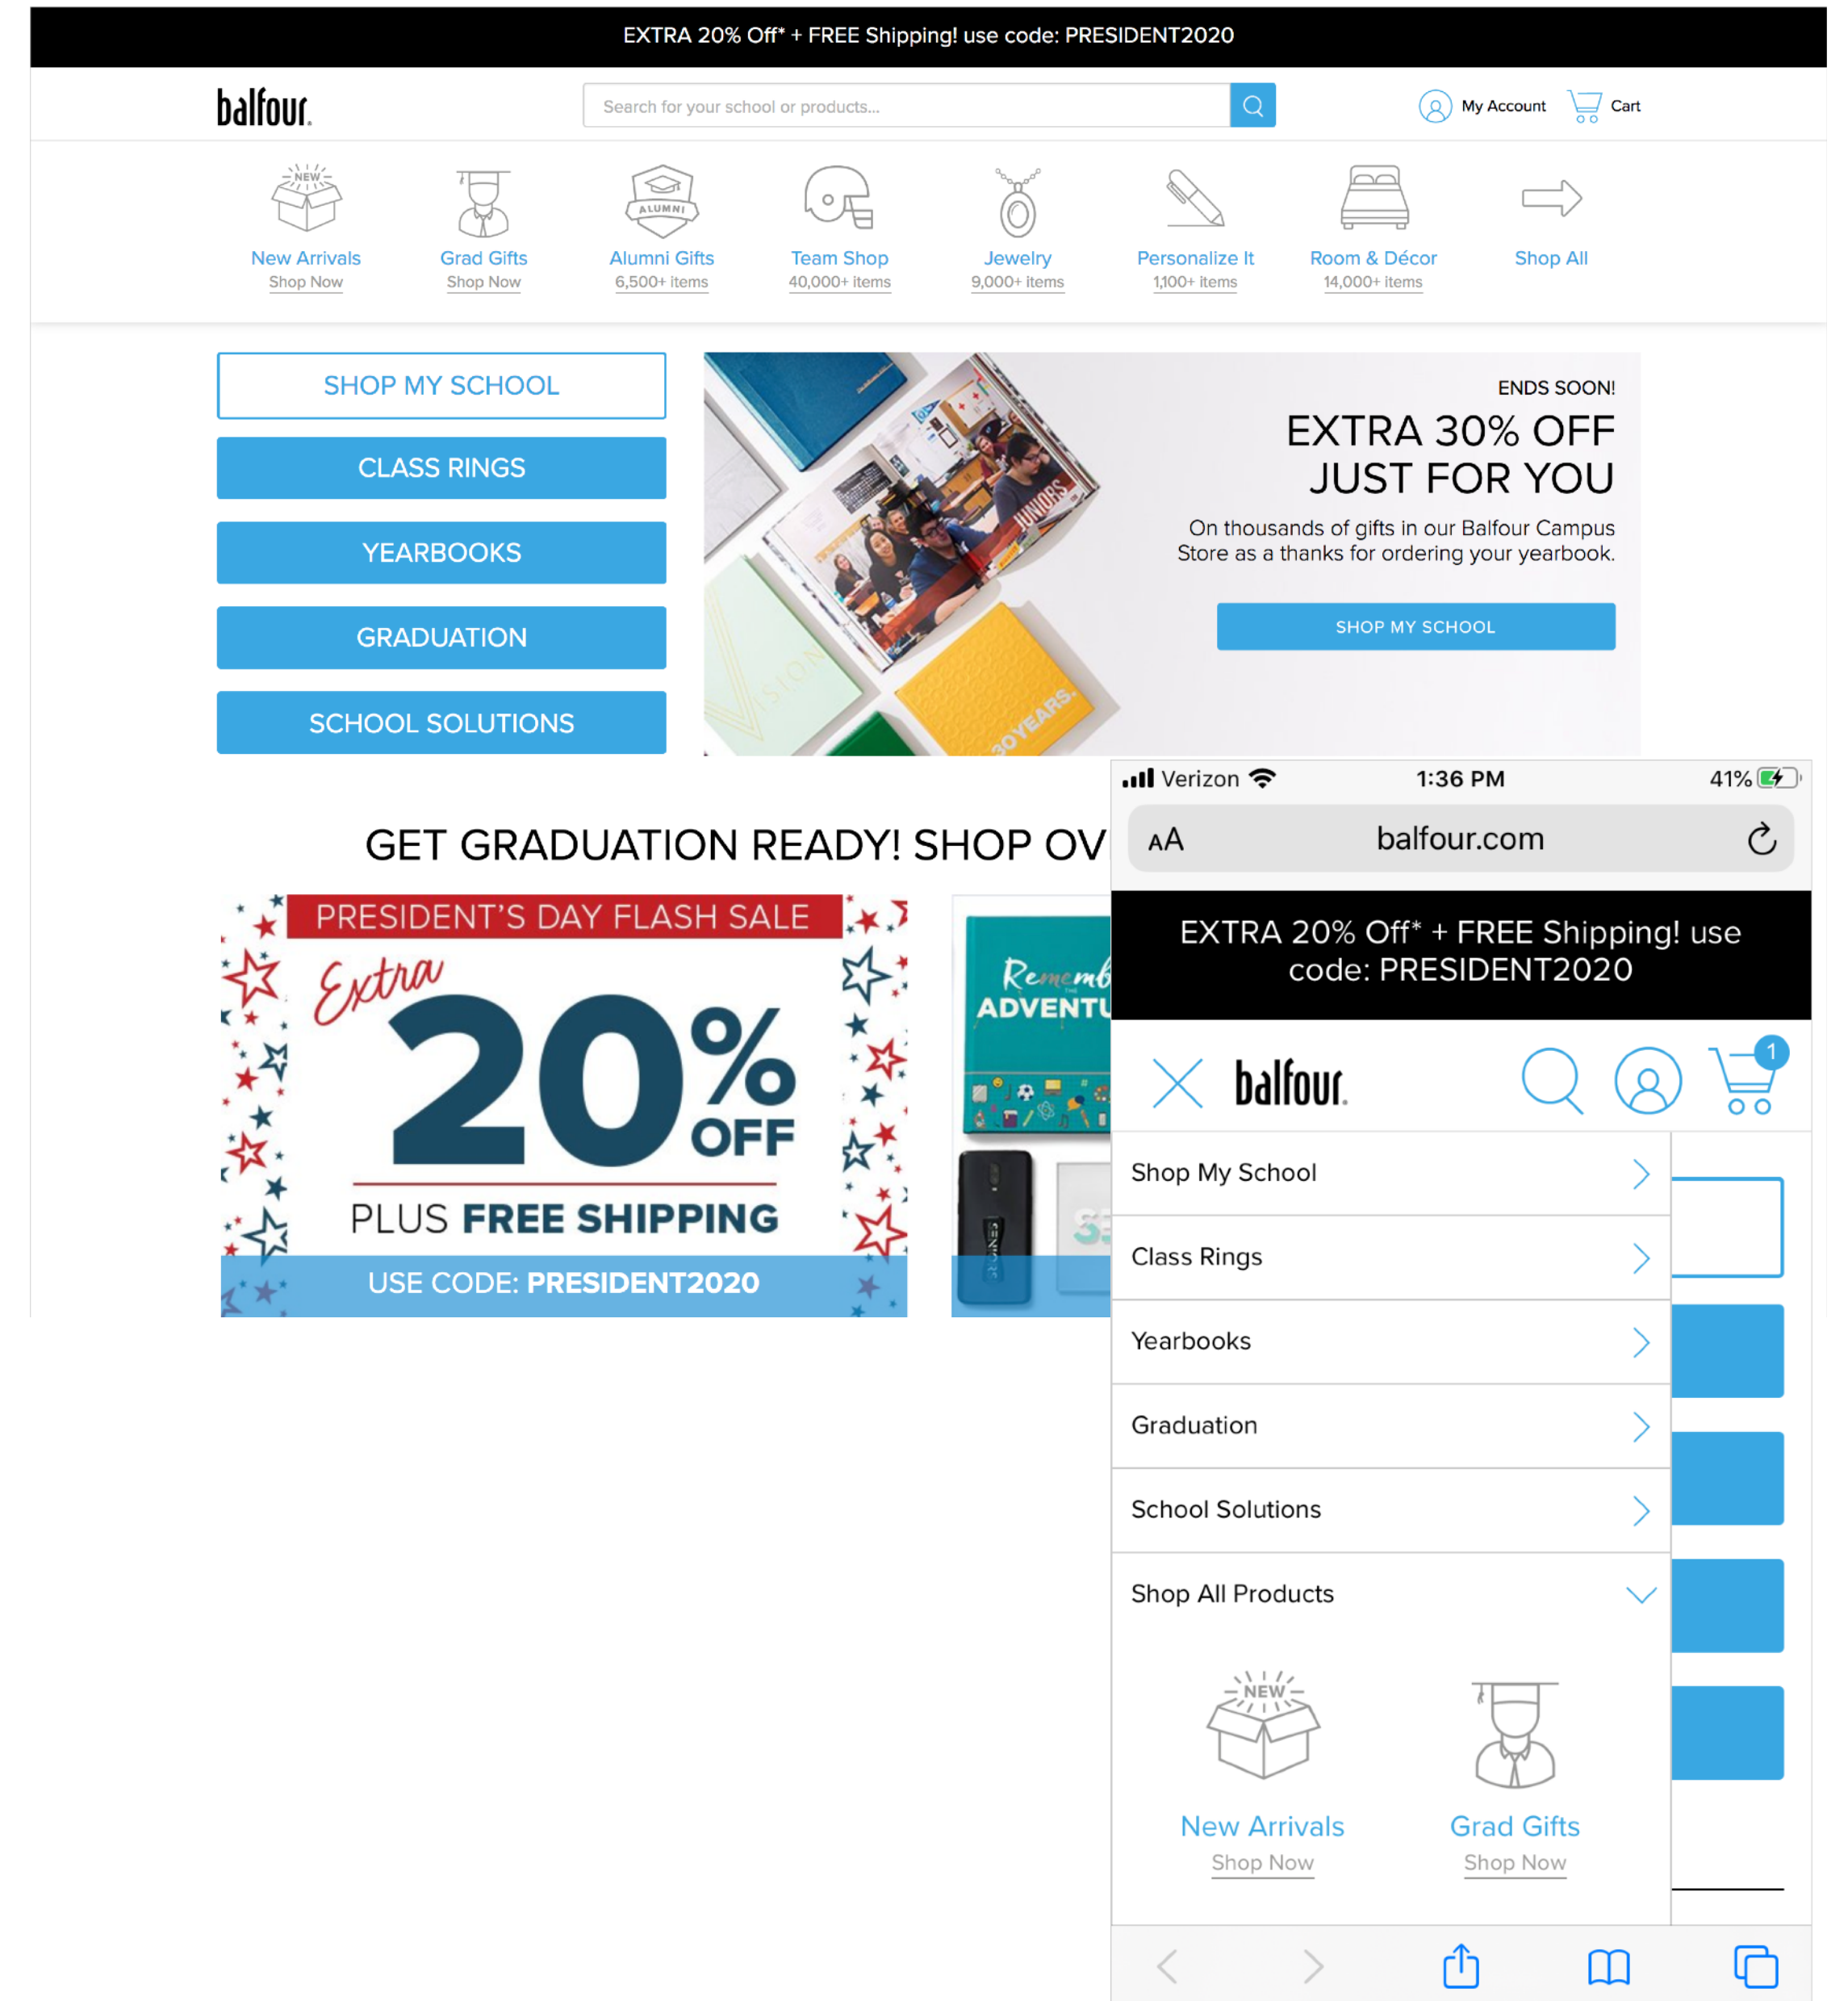 EXTRA 20% Off* + FREE Shipping! use code: PRESIDENT2020
balfour.
Search for your school or products...
My Account
Cart
NEW
ALUMNI
New Arrivals
Shop Now
Grad Gifts
Shop Now
Alumni Gifts
6,500+ items
Team Shop
40,000+ items
Jewelry
9,000+ items
Personalize It
1,100+ items
Room & Décor
14,000+ items
Shop All
SHOP MY SCHOOL
CLASS RINGS
YEARBOOKS
GRADUATION
SCHOOL SOLUTIONS
JUNIORS
VISION
30 YEARS.
ENDS SOON!
EXTRA 30% OFF
JUST FOR YOU
On thousands of gifts in our Balfour Campus
Store as a thanks for ordering your yearbook.
SHOP MY SCHOOL
GET GRADUATION READY! SHOP OV
PRESIDENT'S DAY FLASH SALE
Extra
20%
OFF
PLUS FREE SHIPPING
USE CODE: PRESIDENT2020
Rememb
THE
ADVENTU
SENIOR
SE
Verizon
1:36 PM
41%
AA
balfour.com
EXTRA 20% Off* + FREE Shipping! use
code: PRESIDENT2020
balfour.
1
Shop My School
Class Rings
Yearbooks
Graduation
School Solutions
Shop All Products
NEW
New Arrivals
Shop Now
Grad Gifts
Shop Now